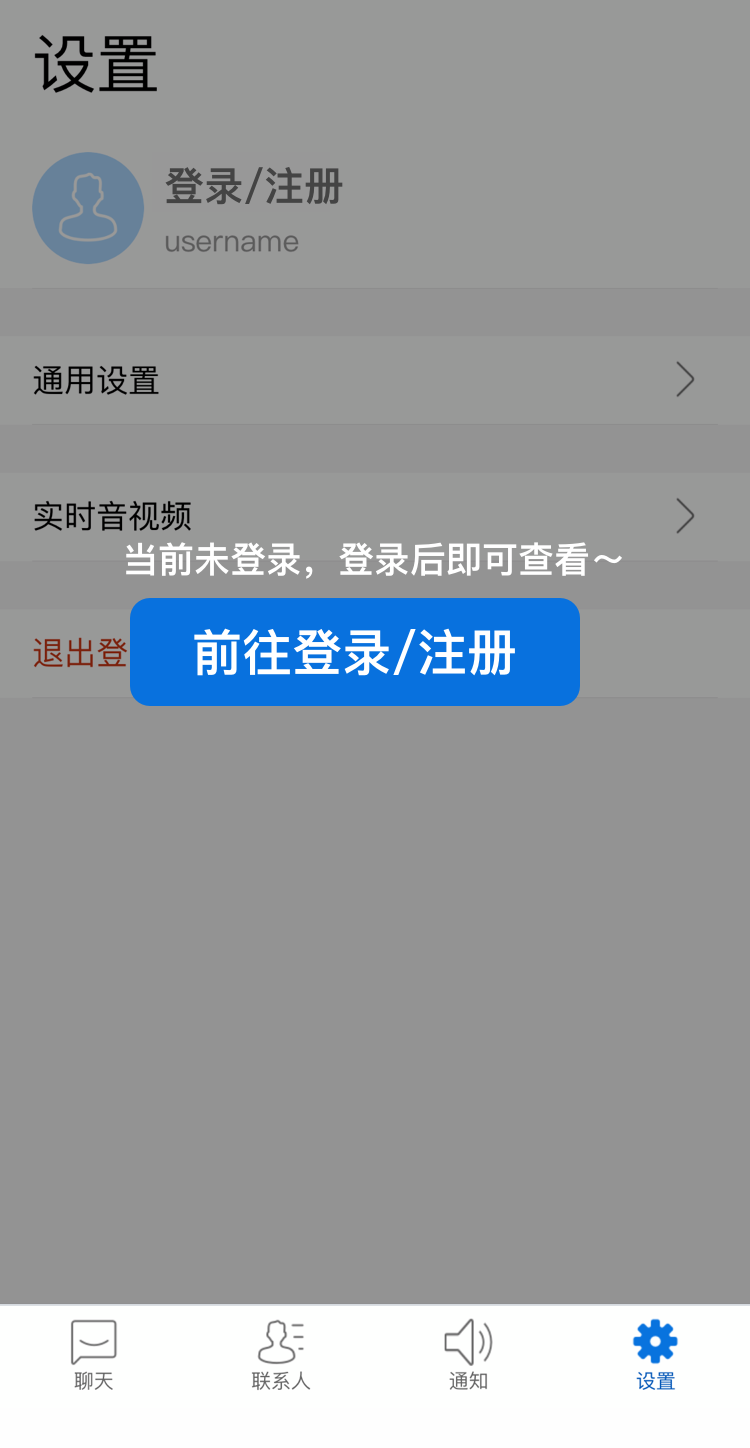 设置
登录/注册
username
通用设置
实时音视频
当前未登录，登录后即可查看～
退出登
前往登录/注册
聊天
联系人
通知
设置